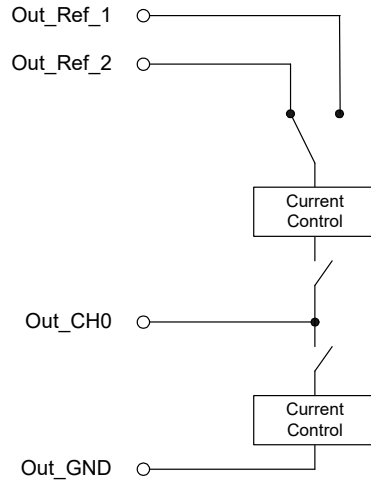 Out_Ref_1
Out_Ref_2
Current
Control
Out_CH0
Current
Control
Out_GND